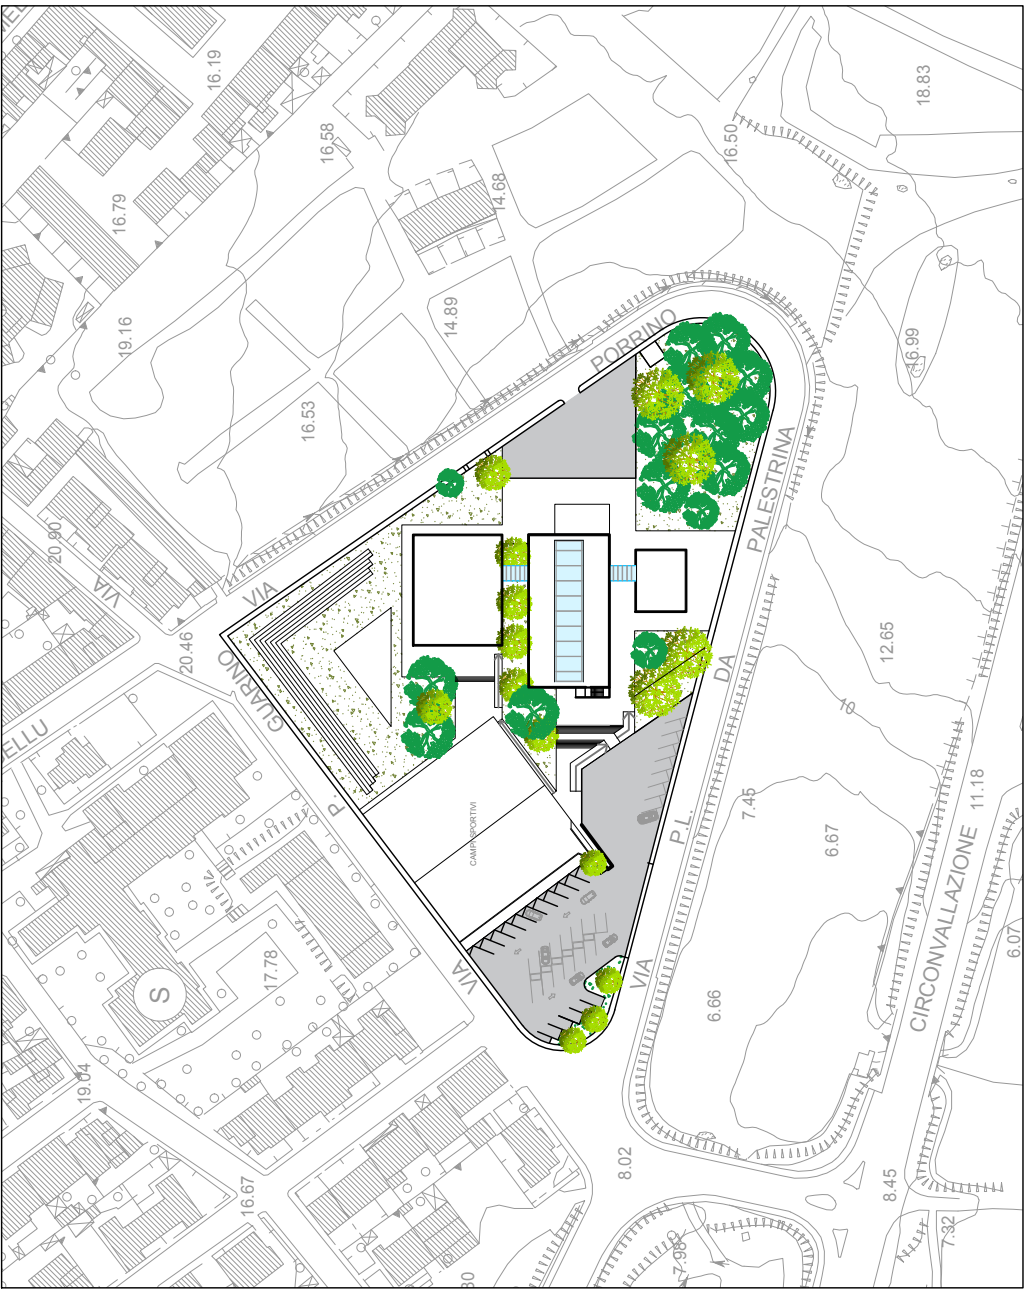 16.19
18.83
16.58
16.50
14.68
16.79
19.16
14.89
16.99
PORRINO
16.53
PALESTRINA
20.90
VIA
VIA
20.46
GUARINO
12.65
DA
10
P.
7.45
11.18
P.L.
6.67
CAMPI SPORTIVI
CIRCONVALLAZIONE
6.07
17.78
VIA
VIA
S
6.66
19.04
8.02
16.67
8.45
7.32
7.98